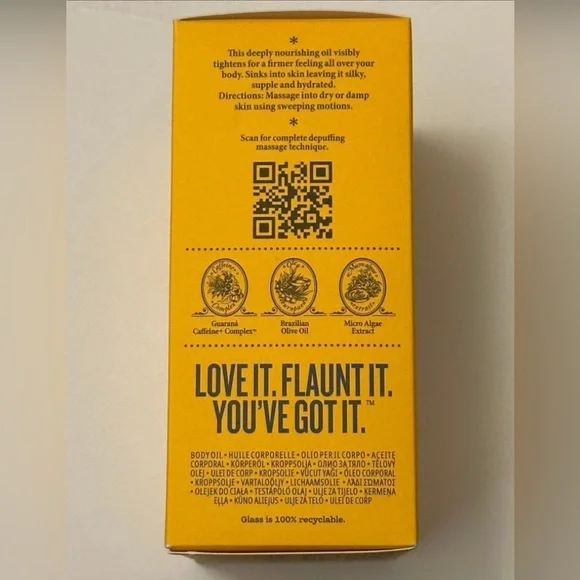 *
This deeply nourishing oil visibly
tightens for a firmer feeling all over your
body. Sinks into skin leaving it silky,
supple and hydrated.
Directions: Massage into dry or damp
skin using sweeping motions.
*
Scan for complete depuffing
massage technique.
Caffeine+
Complex
Guaraná
Caffeine+ Complex™
Brazilian
Olive Oil
Micro Algae
Extract
LOVE IT. FLAUNT IT.
YOU'VE GOT IT.™
BODY OIL • HUILE CORPORELLE • OLIO PER IL CORPO • ACEITE
CORPORAL • KÖRPERÖL • KROPPSOLJA • ОЛИО ЗА ТЯЛО • TĚLOVÝ
OLEJ • ULEI DE CORP • KROPSOLIE • VÜCUT YAĞI • ÓLEO CORPORAL
• KROPPSOLJE • VARTALOÖLJY • LICHAAMSOLIE • ΛΑΔΙ ΣΩΜΑΤΟΣ
• OLEJEK DO CIAŁA • TESTÁPOLÓ OLAJ • ULJE ZA TIJELO • ĶERMEŅA
EĻĻA • KŪNO ALIEJUS • ULJE ZA TELO • ULEI DE CORP
Glass is 100% recyclable.